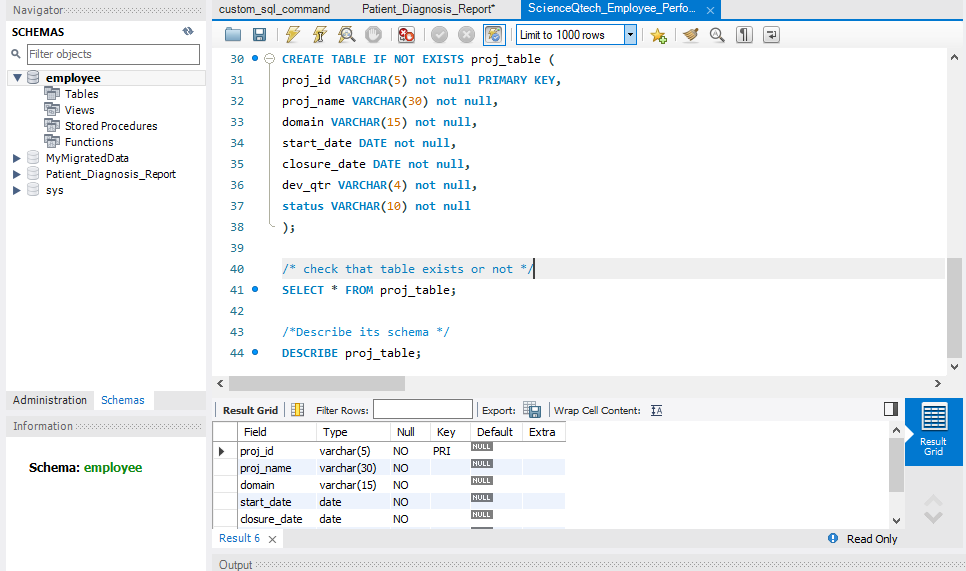 Navigator
custom_sql_command
Patient_Diagnosis_Report*
ScienceQtech_Employee_Perfo...
SCHEMAS
Filter objects
employee
Tables
Views
Stored Procedures
Functions
MyMigratedData
Patient_Diagnosis_Report
sys
Administration Schemas
Information
Schema: employee
Limit to 1000 rows
30 CREATE TABLE IF NOT EXISTS proj_table (
31 proj_id VARCHAR(5) not null PRIMARY KEY,
32 proj_name VARCHAR(30) not null,
33 domain VARCHAR(15) not null,
34 start_date DATE not null,
35 closure_date DATE not null,
36 dev_qtr VARCHAR(4) not null,
37 status VARCHAR(10) not null
38 );
39
40 /* check that table exists or not */
41 SELECT * FROM proj_table;
42
43 /*Describe its schema */
44 DESCRIBE proj_table;
Result Grid Filter Rows: Export: Wrap Cell Content:
Field Type Null Key Default Extra
proj_id varchar(5) NO PRI NULL
proj_name varchar(30) NO NULL
domain varchar(15) NO NULL
start_date date NO NULL
closure_date date NO NULL
Result
Grid
Result 6
Read Only
Output